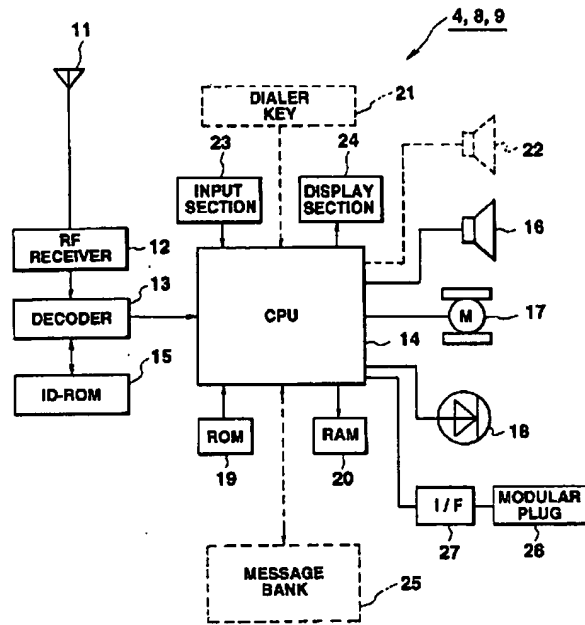 4, 8, 9
11
DIALER
KEY
21
23
24
22
INPUT
SECTION
DISPLAY
SECTION
16
RF
RECEIVER
12
13
DECODER
CPU
M
17
14
15
ID-ROM
ROM
RAM
18
19
20
I/F
MODULAR
PLUG
27
26
MESSAGE
BANK
25